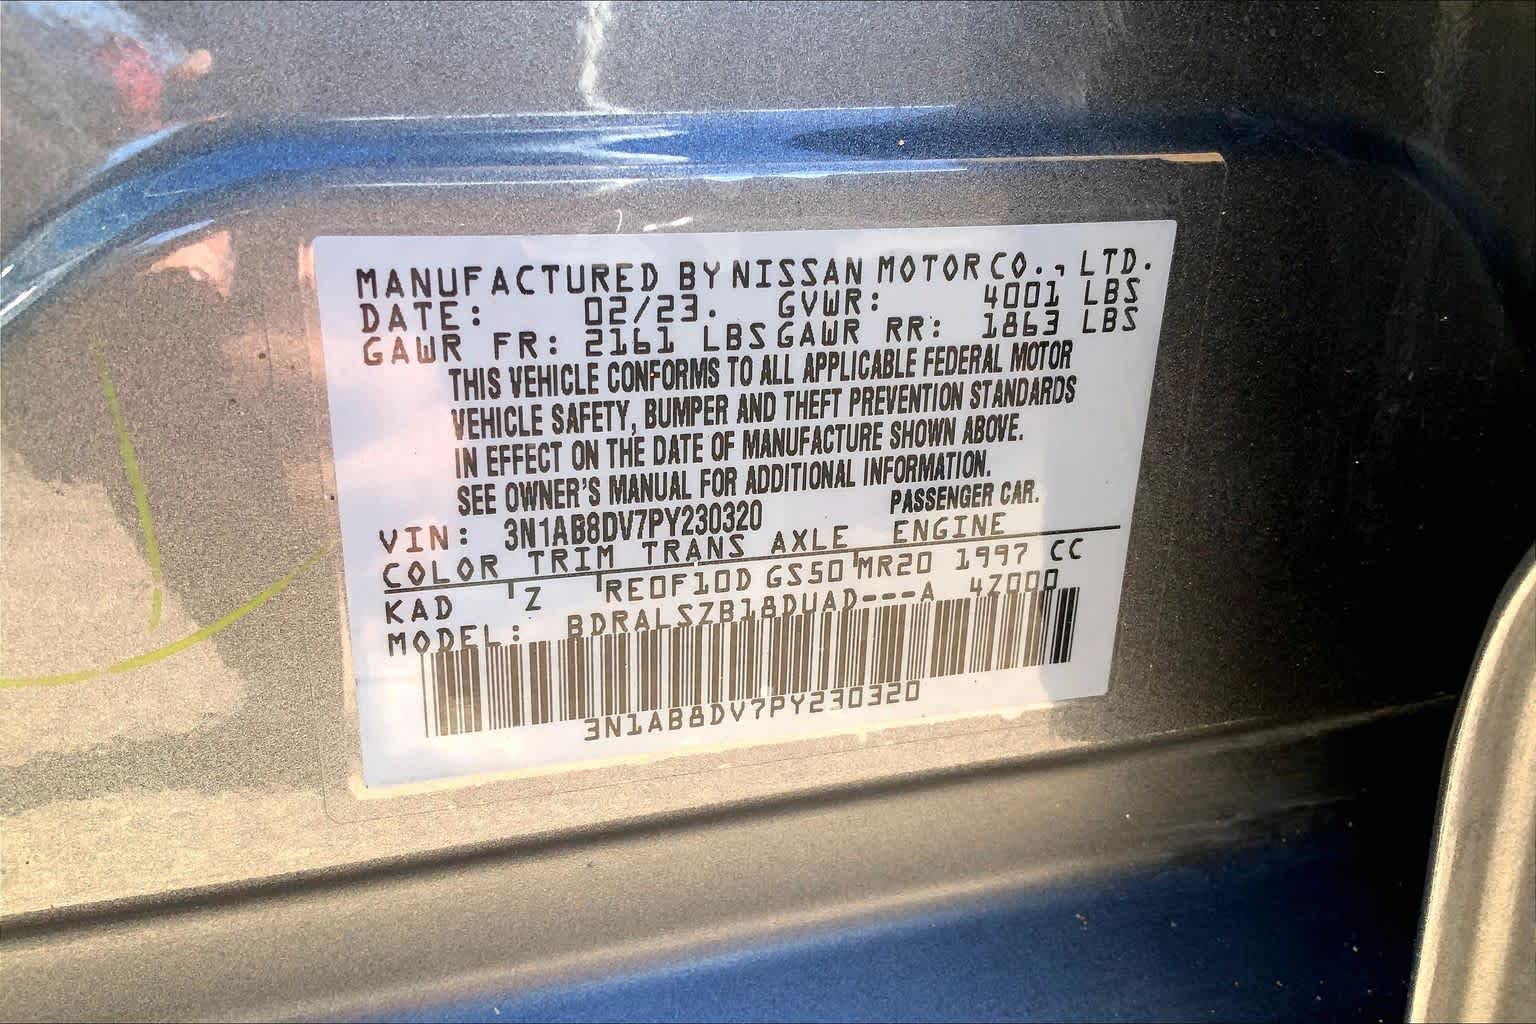 MANUFACTURED BY NISSAN MOTOR CO., LTD.
DATE: 02/23. GVWR: 4001 LBS
GAWR FR: 2161 LBS GAWR RR: 1863 LBS
THIS VEHICLE CONFORMS TO ALL APPLICABLE FEDERAL MOTOR
VEHICLE SAFETY, BUMPER AND THEFT PREVENTION STANDARDS
IN EFFECT ON THE DATE OF MANUFACTURE SHOWN ABOVE.
SEE OWNER'S MANUAL FOR ADDITIONAL INFORMATION.
PASSENGER CAR.
VIN: 3N1AB8DV7PY230320
COLOR TRIM TRANS AXLE ENGINE
KAD Z RE0F10D GS50 MR20 1997 CC
MODEL: BDRALSZB18DUAD---A 4Z000
3N1AB8DV7PY230320